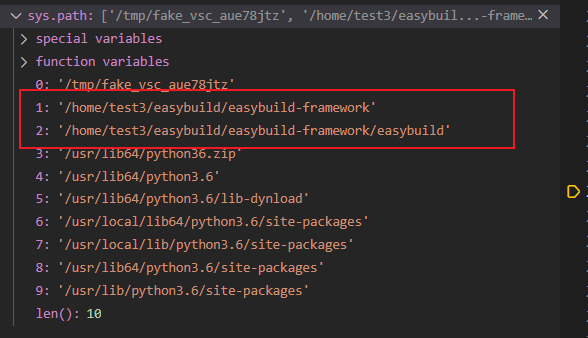 sys.path: ['/tmp/fake_vsc_aue78jtz', '/home/test3/easybuil...-frame…
special variables
function variables
0: '/tmp/fake_vsc_aue78jtz'
1: '/home/test3/easybuild/easybuild-framework'
2: '/home/test3/easybuild/easybuild-framework/easybuild'
3: '/usr/lib64/python36.zip'
4: '/usr/lib64/python3.6'
5: '/usr/lib64/python3.6/lib-dynload'
6: '/usr/local/lib64/python3.6/site-packages'
7: '/usr/local/lib/python3.6/site-packages'
8: '/usr/lib64/python3.6/site-packages'
9: '/usr/lib/python3.6/site-packages'
len(): 10